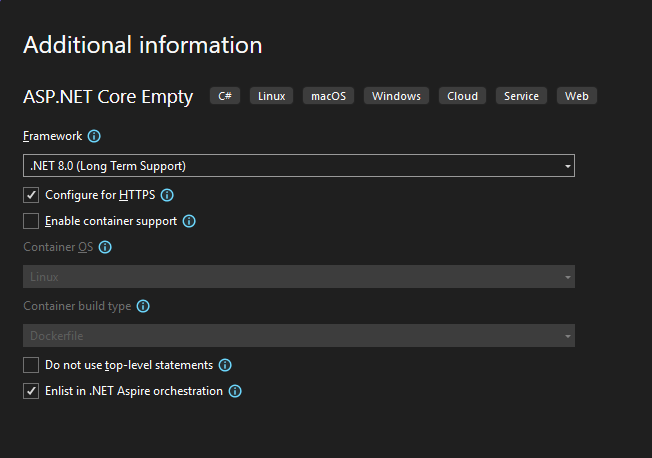 Additional information
ASP.NET Core Empty C# Linux macOS Windows Cloud Service Web
Framework
.NET 8.0 (Long Term Support)
Configure for HTTPS
Enable container support
Container OS
Linux
Container build type
Dockerfile
Do not use top-level statements
Enlist in .NET Aspire orchestration